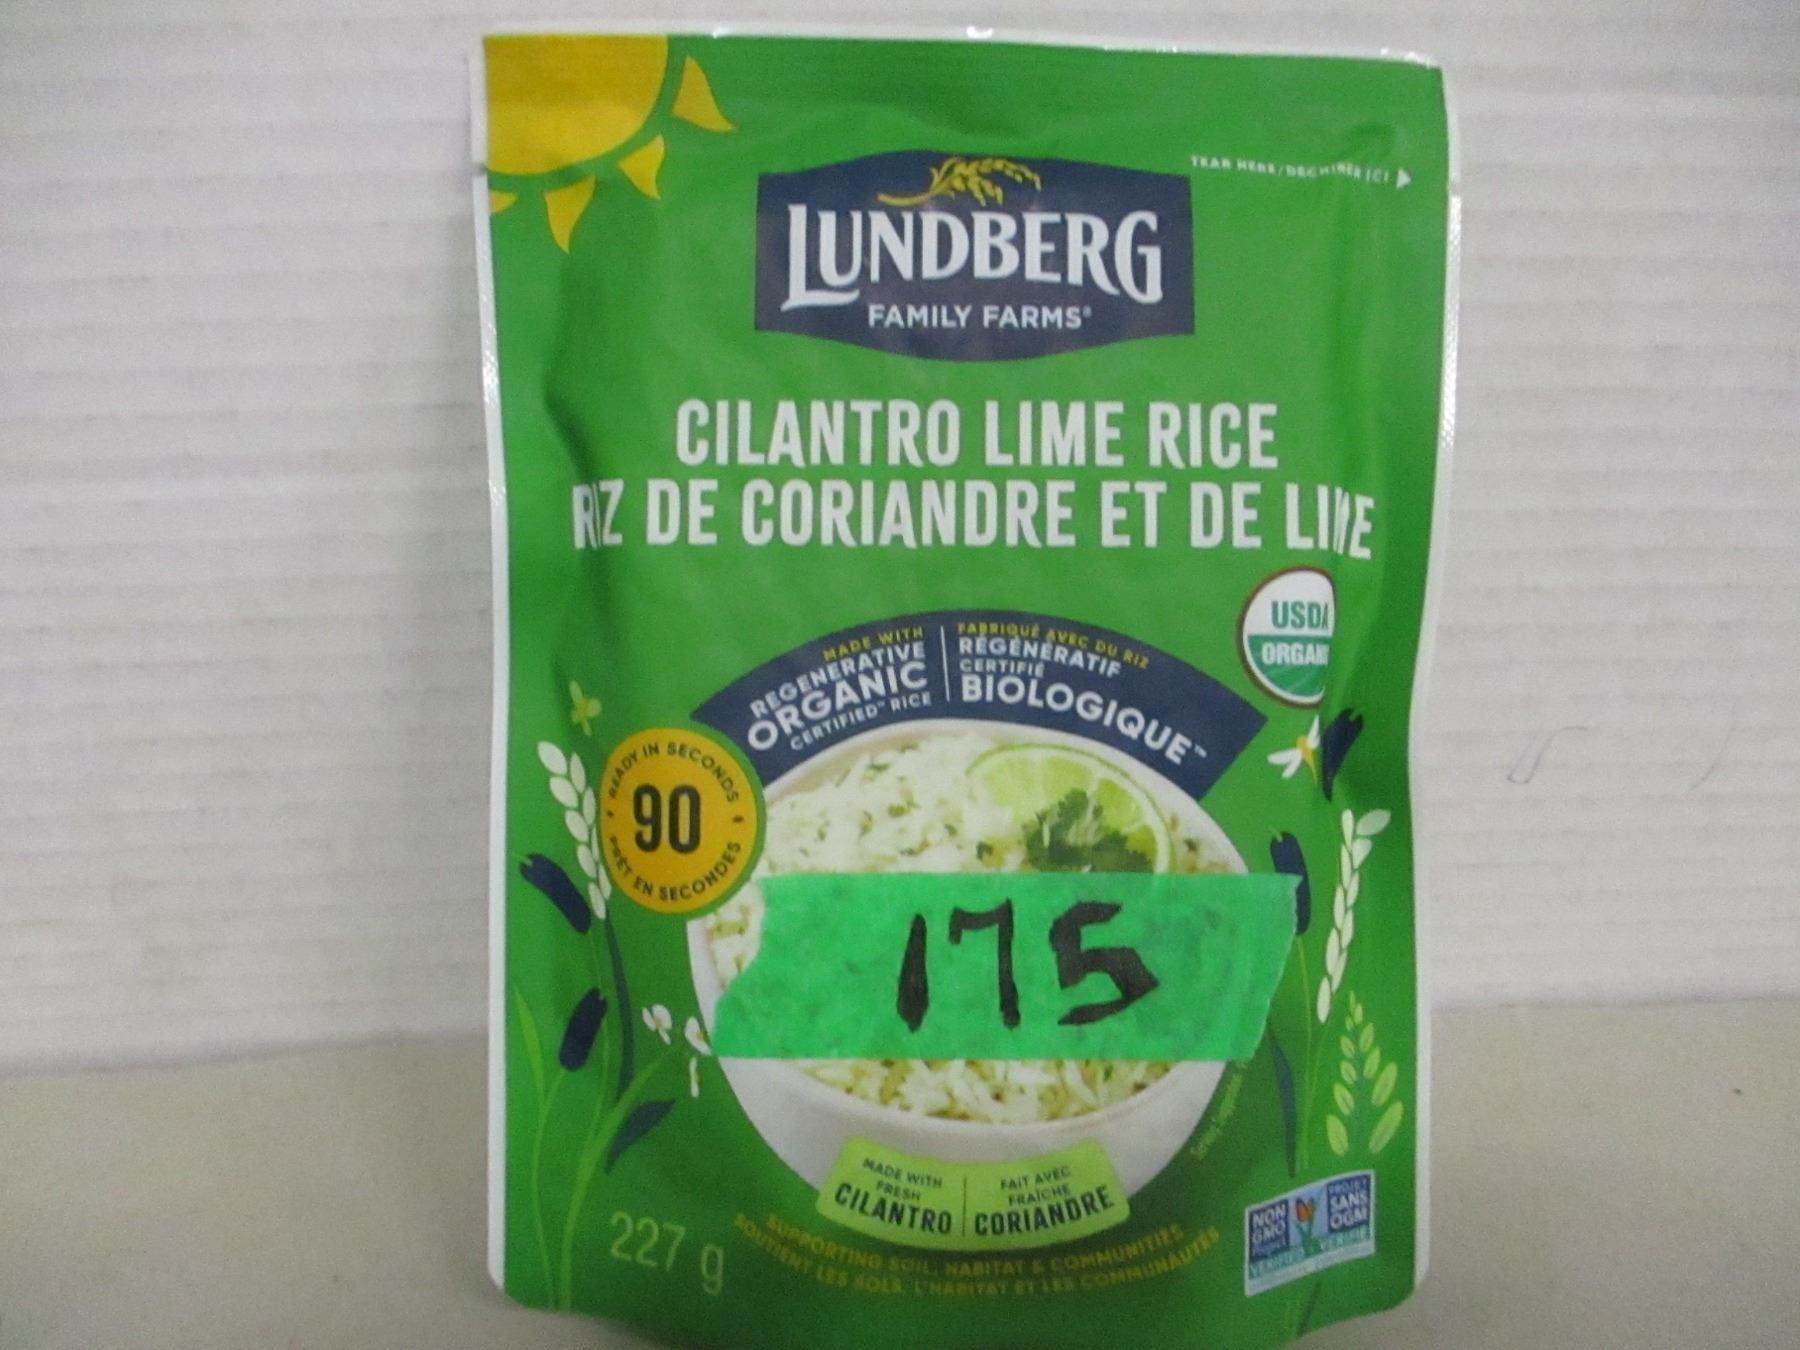 TEAR HERE/DÉCHIRER ICI
LUNDBERG
FAMILY FARMS®
CILANTRO LIME RICE
RIZ DE CORIANDRE ET DE LIME
USDA
ORGANI
MADE WITH
REGENERATIVE
ORGANIC
CERTIFIED™ RICE
FABRIQUÉ AVEC DU RIZ
RÉGÉNÉRATIF
CERTIFIÉ
BIOLOGIQUE™
READY IN SECONDS
90
PRÊT EN SECONDES
175
MADE WITH
FRESH
CILANTRO
FAIT AVEC
FRAÎCHE
CORIANDRE
227 g
SUPPORTING SOIL, HABITAT & COMMUNITIES
SOUTIENT LES SOLS, L'HABITAT ET LES COMMUNAUTÉS
NON
GMO
Project
VERIFIED
PROJET
SANS
OGM
VÉRIFIÉ